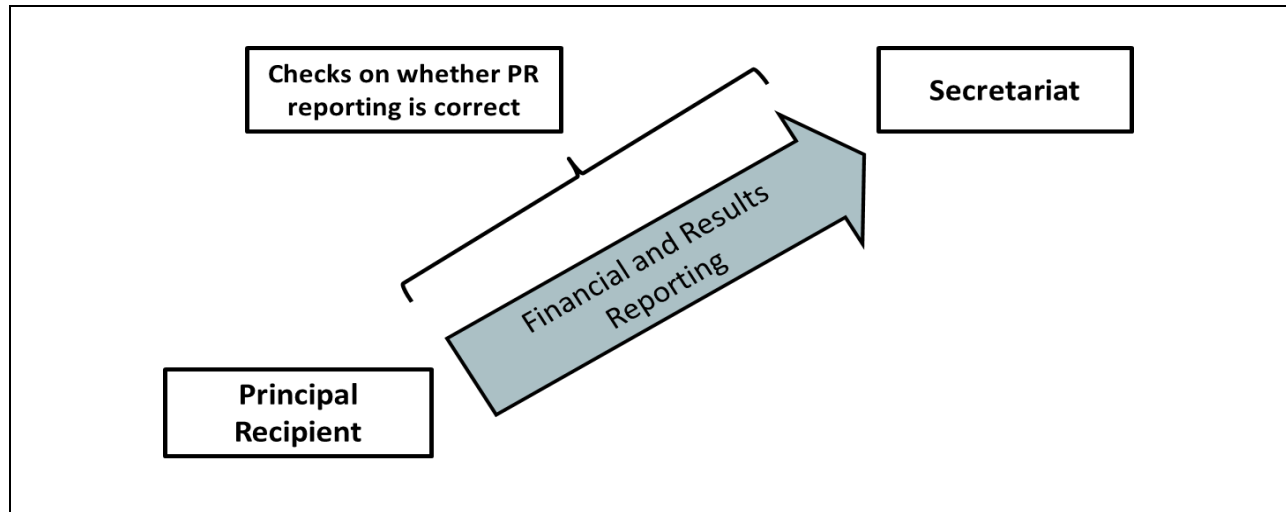 Checks on whether PR
reporting is correct
Secretariat
Financial and Results
Reporting
Principal
Recipient